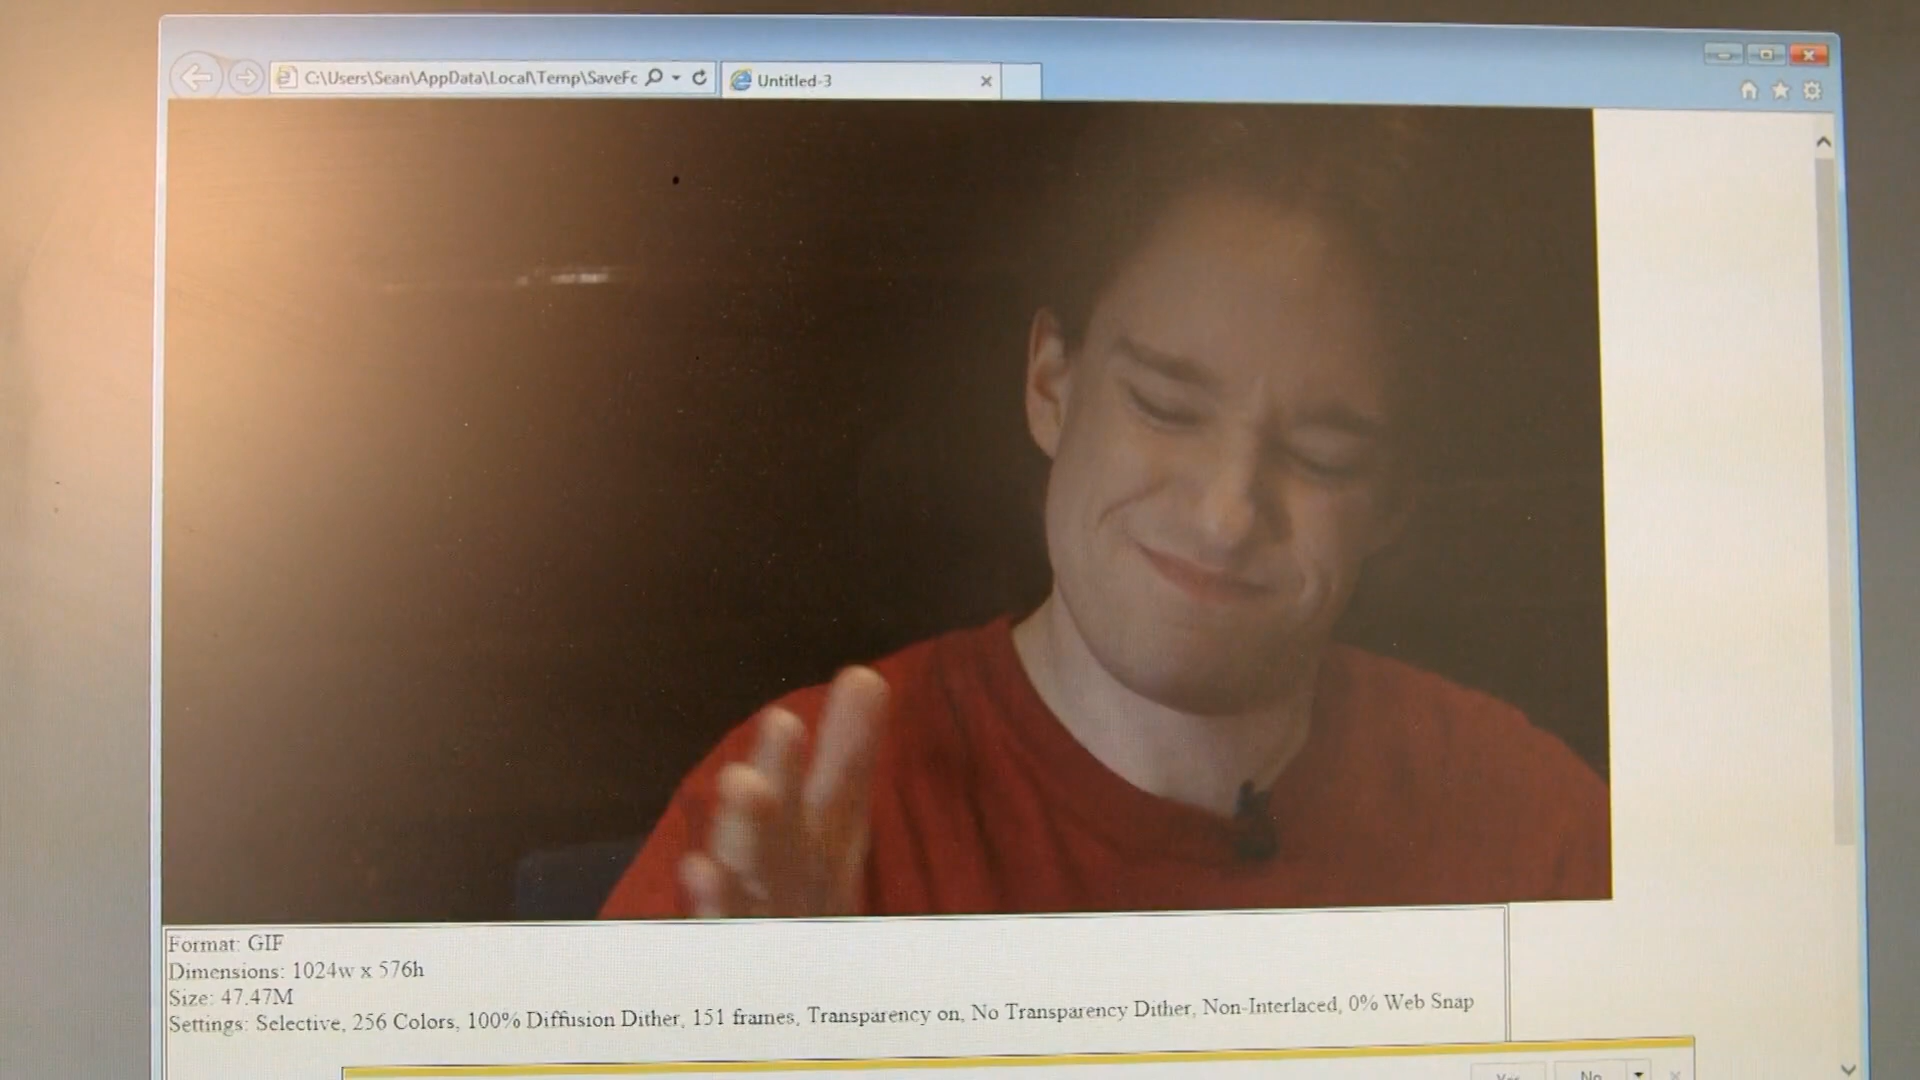 C:\Users\Sean\AppData\Local\Temp\SaveFc
Untitled-3
Format: GIF
Dimensions: 1024w x 576h
Size: 47.47M
Settings: Selective, 256 Colors, 100% Diffusion Dither, 151 frames, Transparency on, No Transparency Dither, Non-Interlaced, 0% Web Snap
Yes No